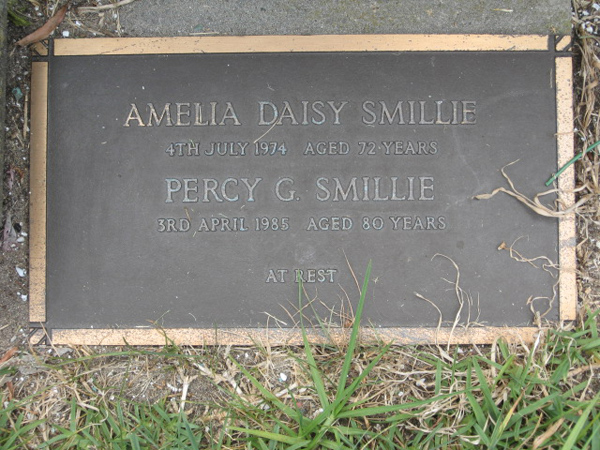 AMELIA DAISY SMILLIE
4TH JULY 1974 AGED 72 YEARS
PERCY G. SMILLIE
3RD APRIL 1985 AGED 80 YEARS
AT REST